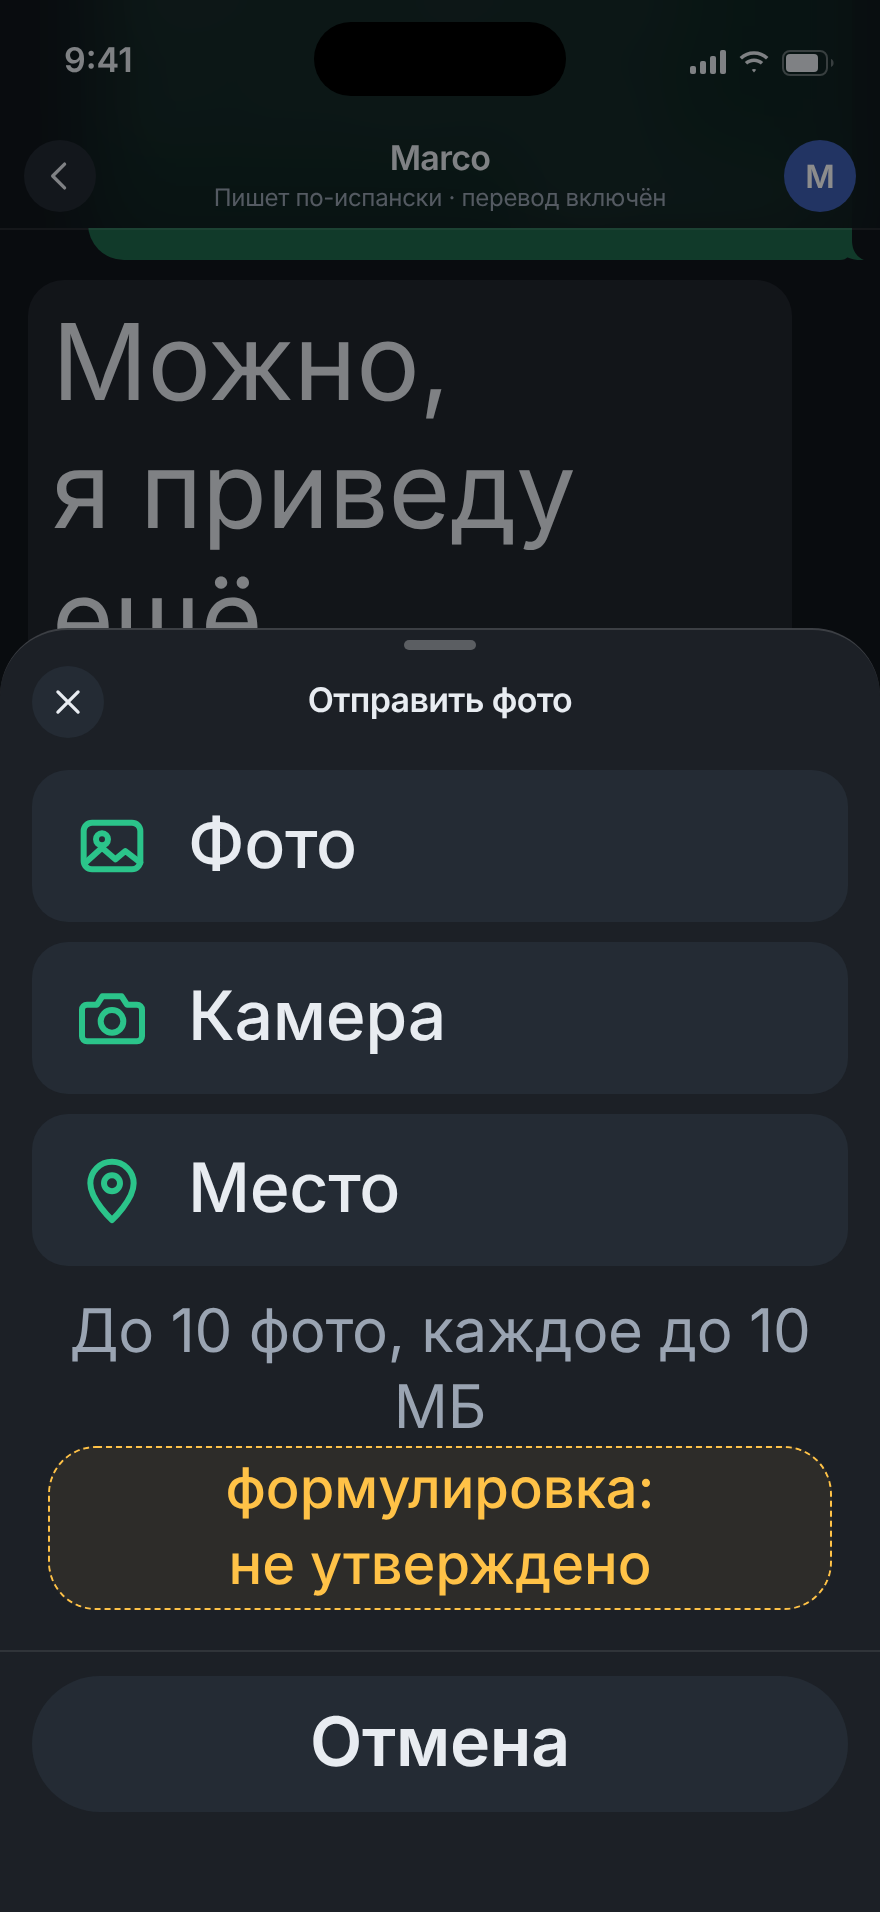 9:41
Marco
Пишет по-испански · перевод включён
M
Можно,
я приведу
ещё
Отправить фото
Фото
Камера
Место
До 10 фото, каждое до 10
МБ
формулировка:
не утверждено
Отмена